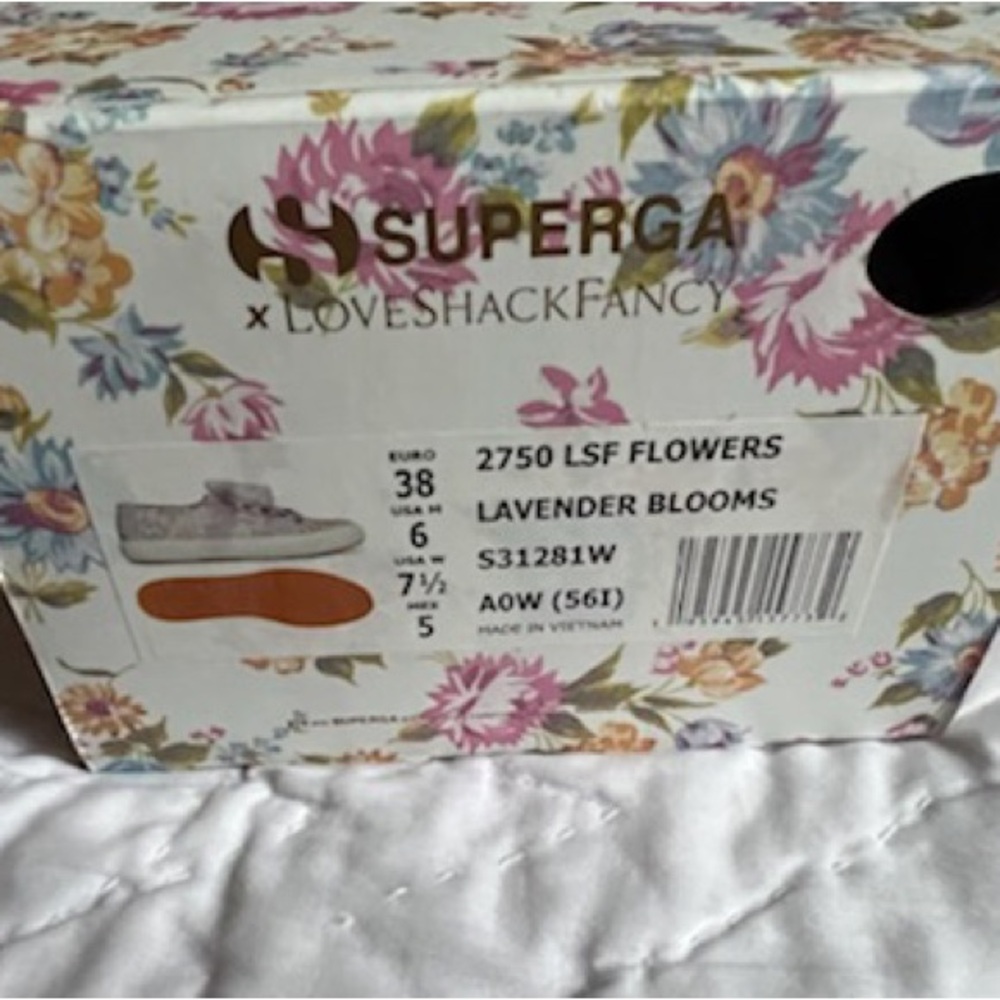 SUPERGA
x LOVESHACKFANCY
EURO
38
USA M
6
USA W
7½
MEX
5
2750 LSF FLOWERS
LAVENDER BLOOMS
S31281W
A0W (56I)
MADE IN VIETNAM
SUPERGA